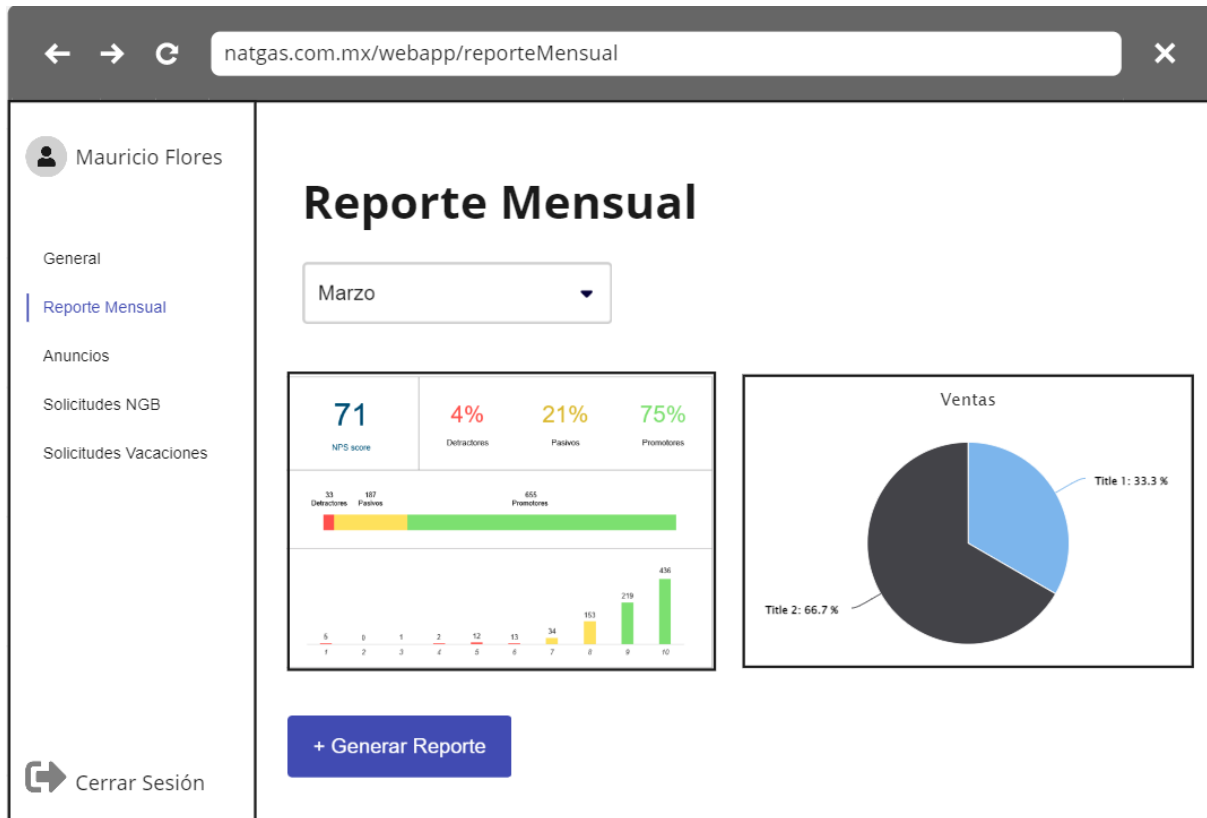 natgas.com.mx/webapp/reporteMensual
Mauricio Flores
General
Reporte Mensual
Anuncios
Solicitudes NGB
Solicitudes Vacaciones
Cerrar Sesión
Reporte Mensual
Marzo
71
NPS score
4%
Detractores
21%
Pasivos
75%
Promotores
33
Detractores
187
Pasivos
655
Promotores
5 0 1 2 12 13 34 153 219 436
1 2 3 4 5 6 7 8 9 10
Ventas
Title 1: 33.3 %
Title 2: 66.7 %
+ Generar Reporte